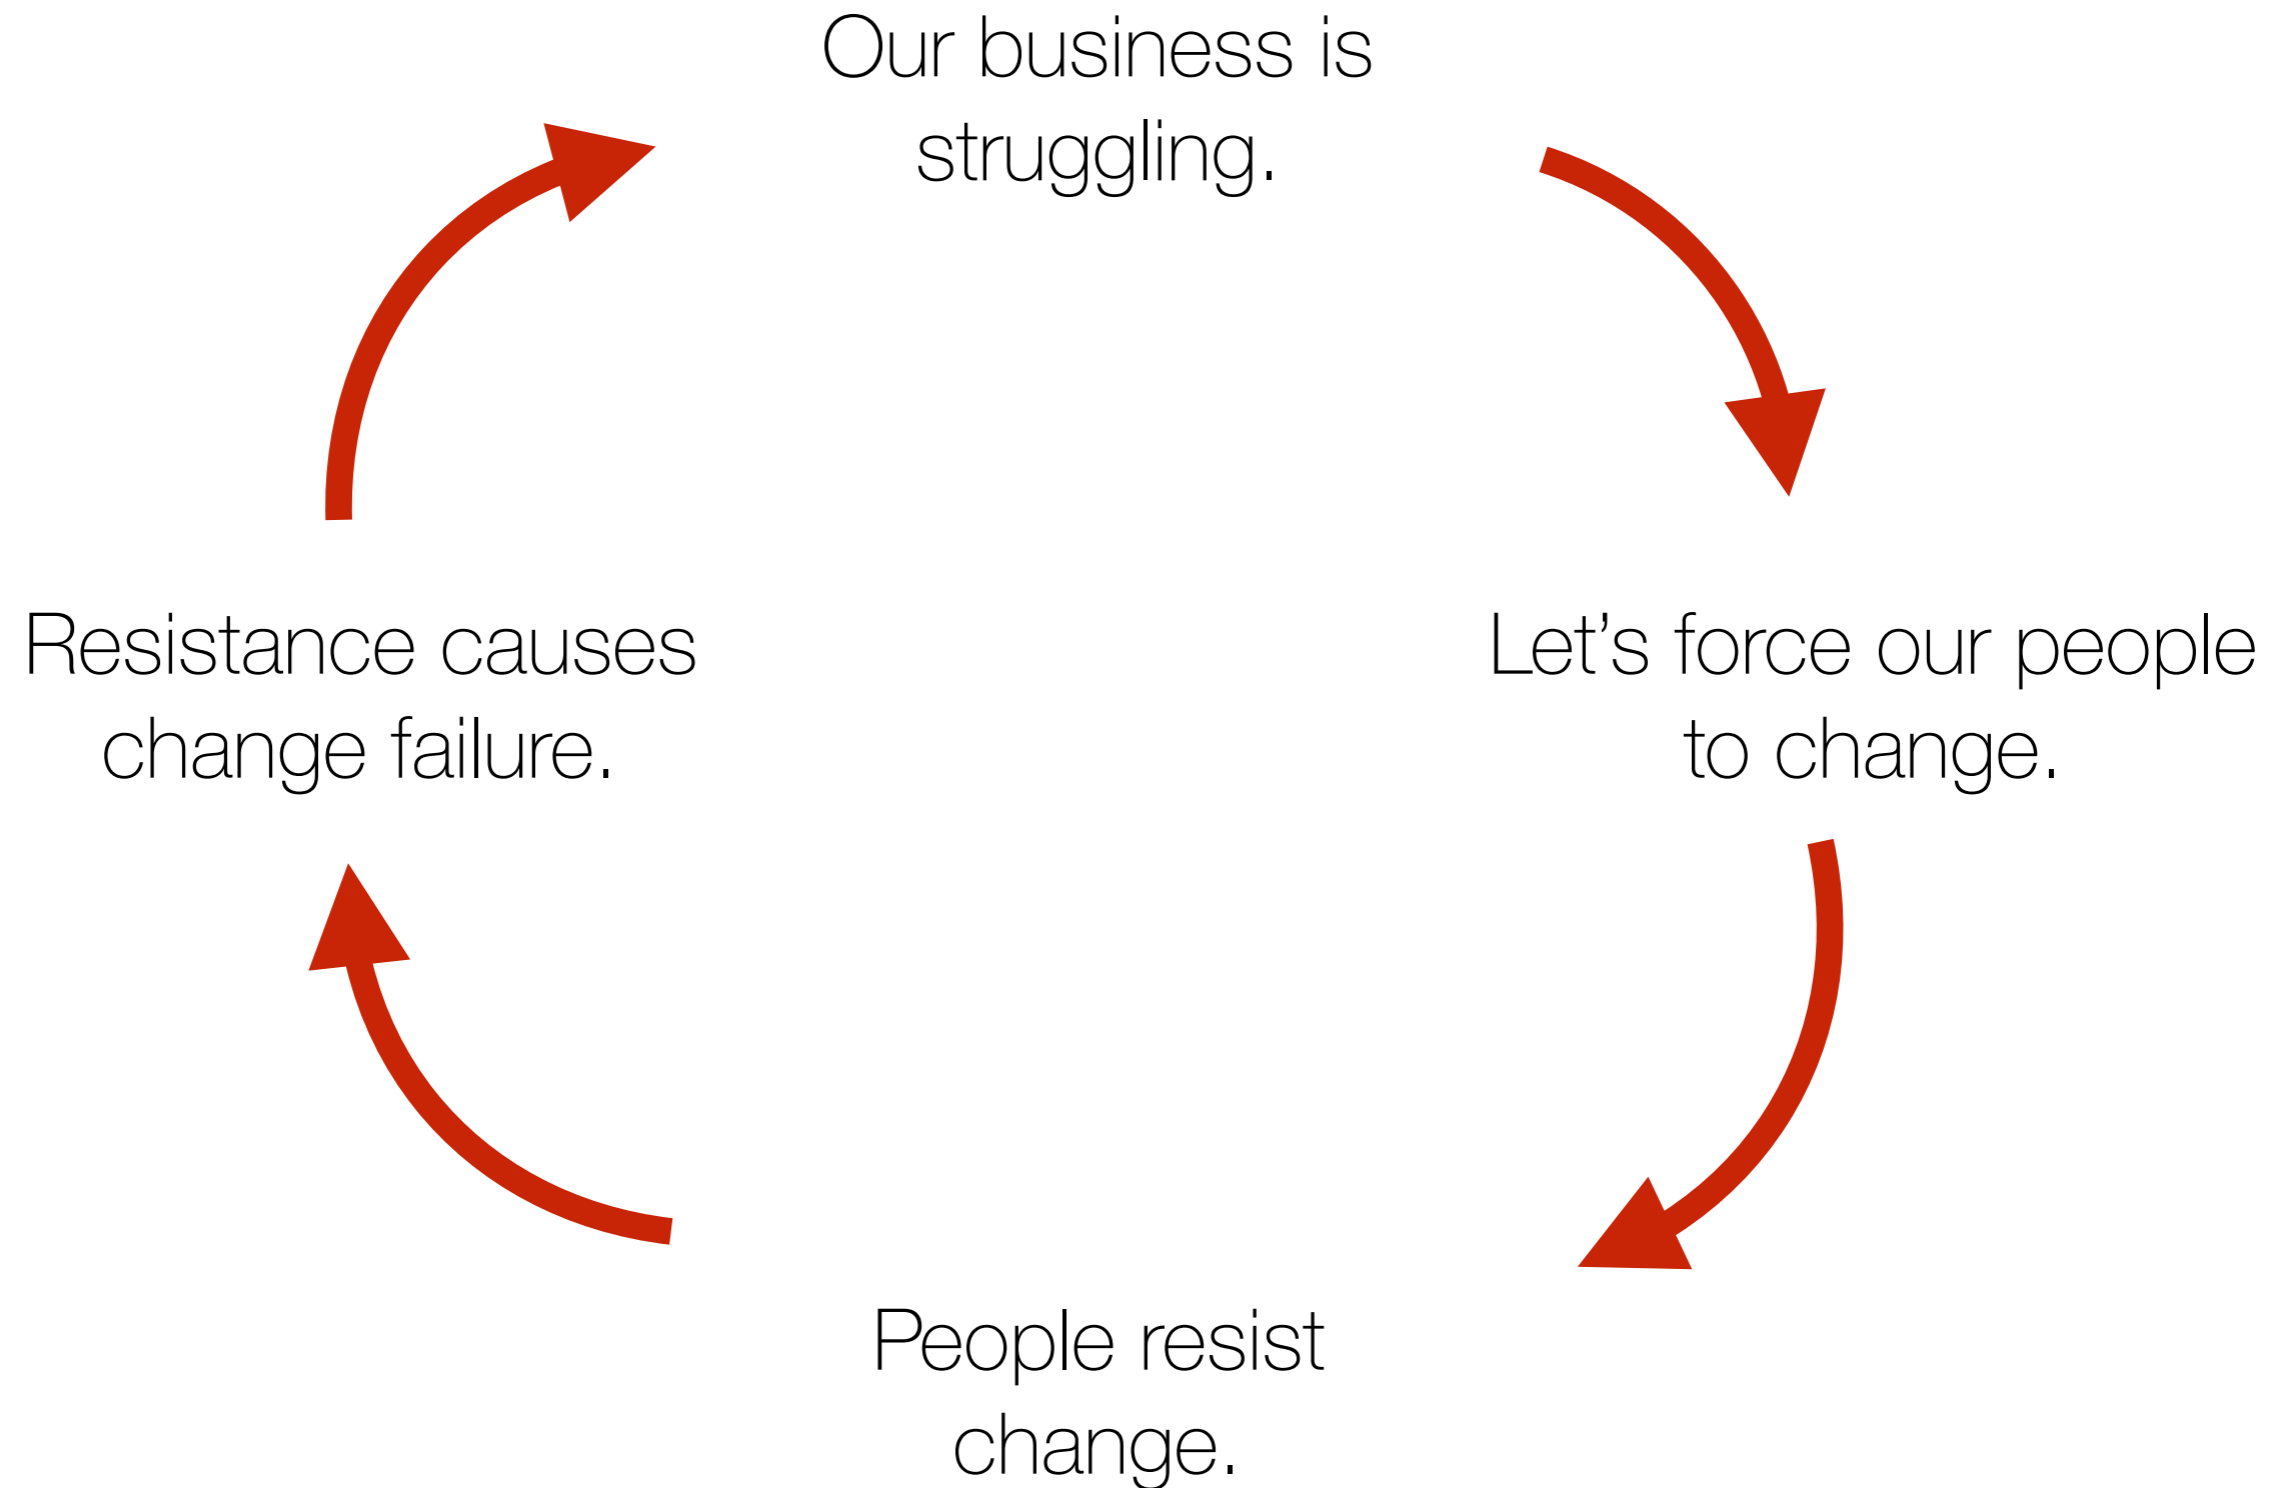 Our business is
struggling.
Let’s force our people
to change.
People resist
change.
Resistance causes
change failure.